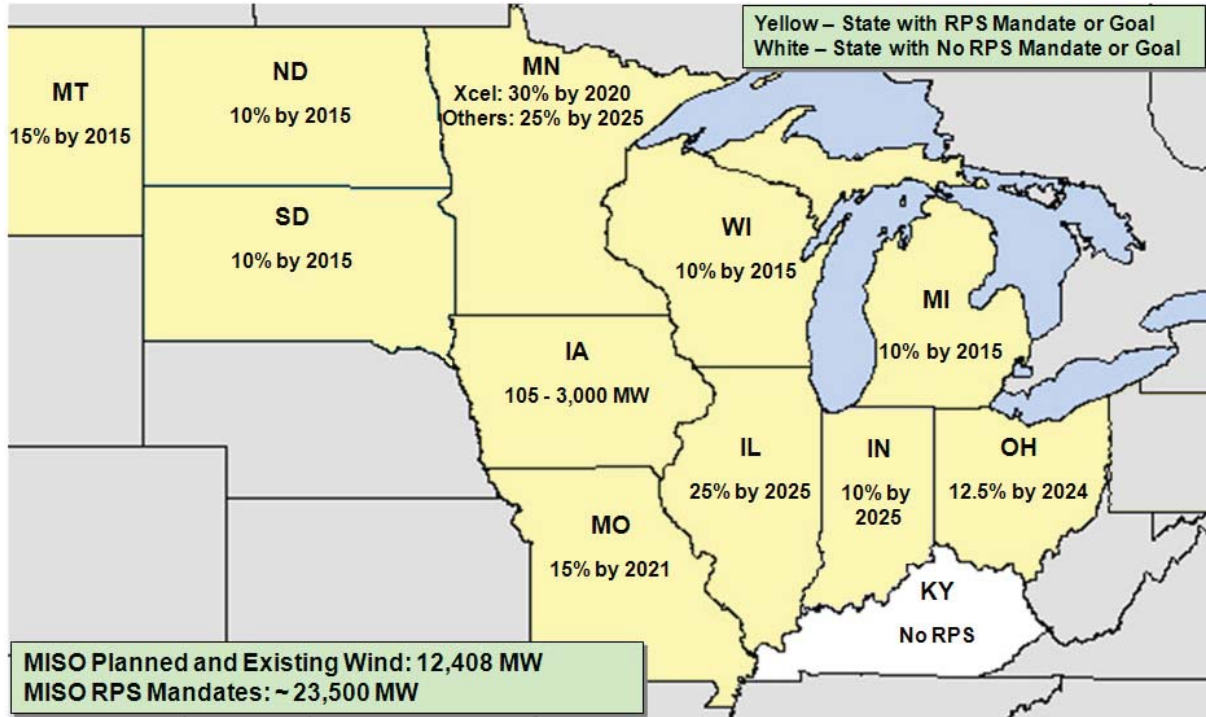 Yellow – State with RPS Mandate or Goal
White – State with No RPS Mandate or Goal
MT
15% by 2015
ND
10% by 2015
MN
Xcel: 30% by 2020
Others: 25% by 2025
SD
10% by 2015
WI
10% by 2015
MI
10% by 2015
IA
105 - 3,000 MW
IL
25% by 2025
IN
10% by
2025
OH
12.5% by 2024
MO
15% by 2021
KY
No RPS
MISO Planned and Existing Wind: 12,408 MW
MISO RPS Mandates: ~ 23,500 MW